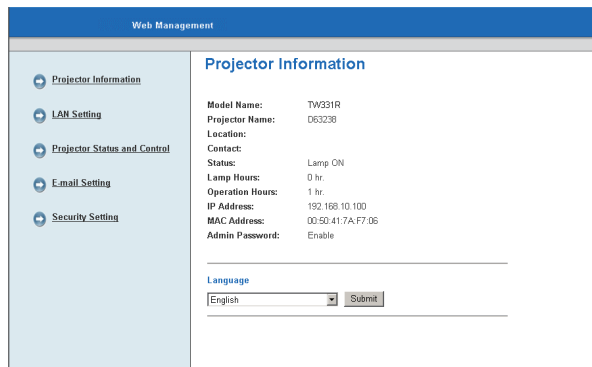 Web Management
Projector Information
LAN Setting
Projector Status and Control
E-mail Setting
Security Setting
Projector Information
Model Name: TW331R
Projector Name: D63238
Location:
Contact:
Status: Lamp ON
Lamp Hours: 0 hr.
Operation Hours: 1 hr.
IP Address: 192.168.10.100
MAC Address: 00:50:41:7A:F7:06
Admin Password: Enable
Language
English Submit